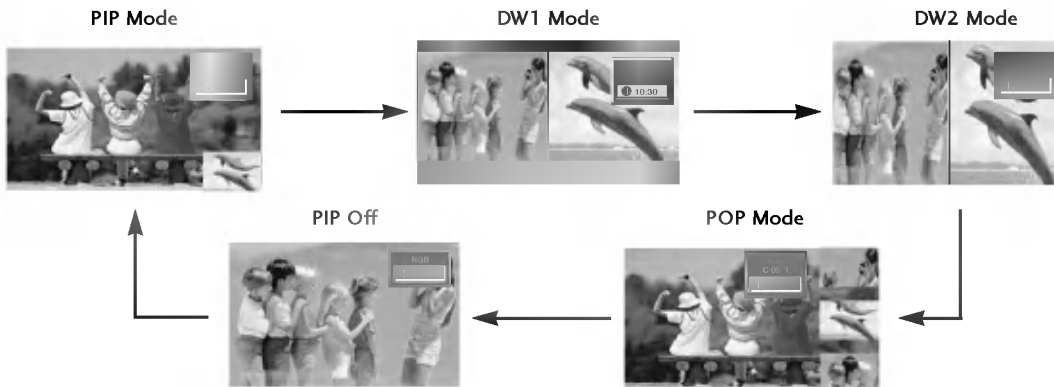 PIP Mode
DW1 Mode
DW2 Mode
10:30
PIP Off
POP Mode
RGB